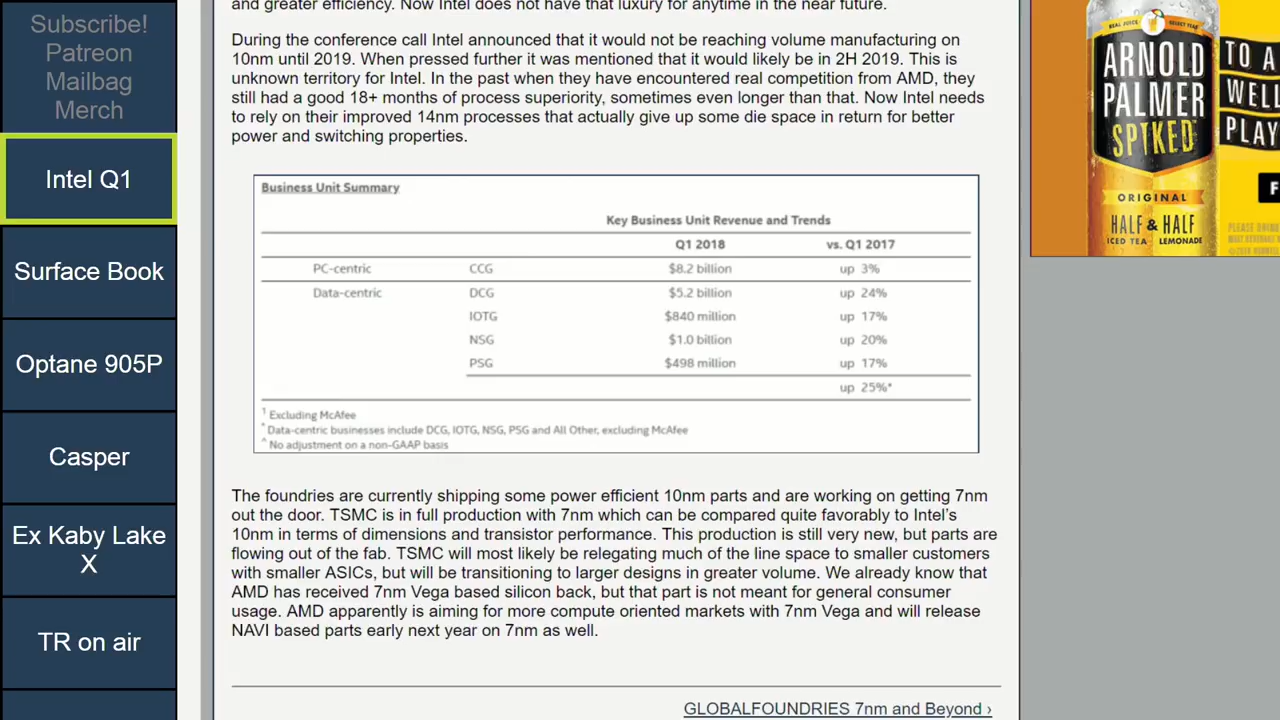 Subscribe!
Patreon
Mailbag
Merch
Intel Q1
Surface Book
Optane 905P
Casper
Ex Kaby Lake
X
TR on air
and greater efficiency. Now Intel does not have that luxury for anytime in the near future.
During the conference call Intel announced that it would not be reaching volume manufacturing on
10nm until 2019. When pressed further it was mentioned that it would likely be in 2H 2019. This is
unknown territory for Intel. In the past when they have encountered real competition from AMD, they
still had a good 18+ months of process superiority, sometimes even longer than that. Now Intel needs
to rely on their improved 14nm processes that actually give up some die space in return for better
power and switching properties.
Business Unit Summary
Key Business Unit Revenue and Trends
Q1 2018 vs. Q1 2017
PC-centric CCG $8.2 billion up 3%
Data-centric DCG $5.2 billion up 24%
IOTG $840 million up 17%
NSG $1.0 billion up 20%
PSG $498 million up 17%
up 25%*
1 Excluding McAfee
* Data-centric businesses include DCG, IOTG, NSG, PSG and All Other, excluding McAfee
^ No adjustment on a non-GAAP basis
The foundries are currently shipping some power efficient 10nm parts and are working on getting 7nm
out the door. TSMC is in full production with 7nm which can be compared quite favorably to Intel's
10nm in terms of dimensions and transistor performance. This production is still very new, but parts are
flowing out of the fab. TSMC will most likely be relegating much of the line space to smaller customers
with smaller ASICs, but will be transitioning to larger designs in greater volume. We already know that
AMD has received 7nm Vega based silicon back, but that part is not meant for general consumer
usage. AMD apparently is aiming for more compute oriented markets with 7nm Vega and will release
NAVI based parts early next year on 7nm as well.
GLOBALFOUNDRIES 7nm and Beyond ›
REAL JUICE SELECT TEAS
ARNOLD
PALMER
SPIKED
ORIGINAL
HALF & HALF
ICED TEA LEMONADE
TO A
WELL
PLAY
F
PLEASE DRINK